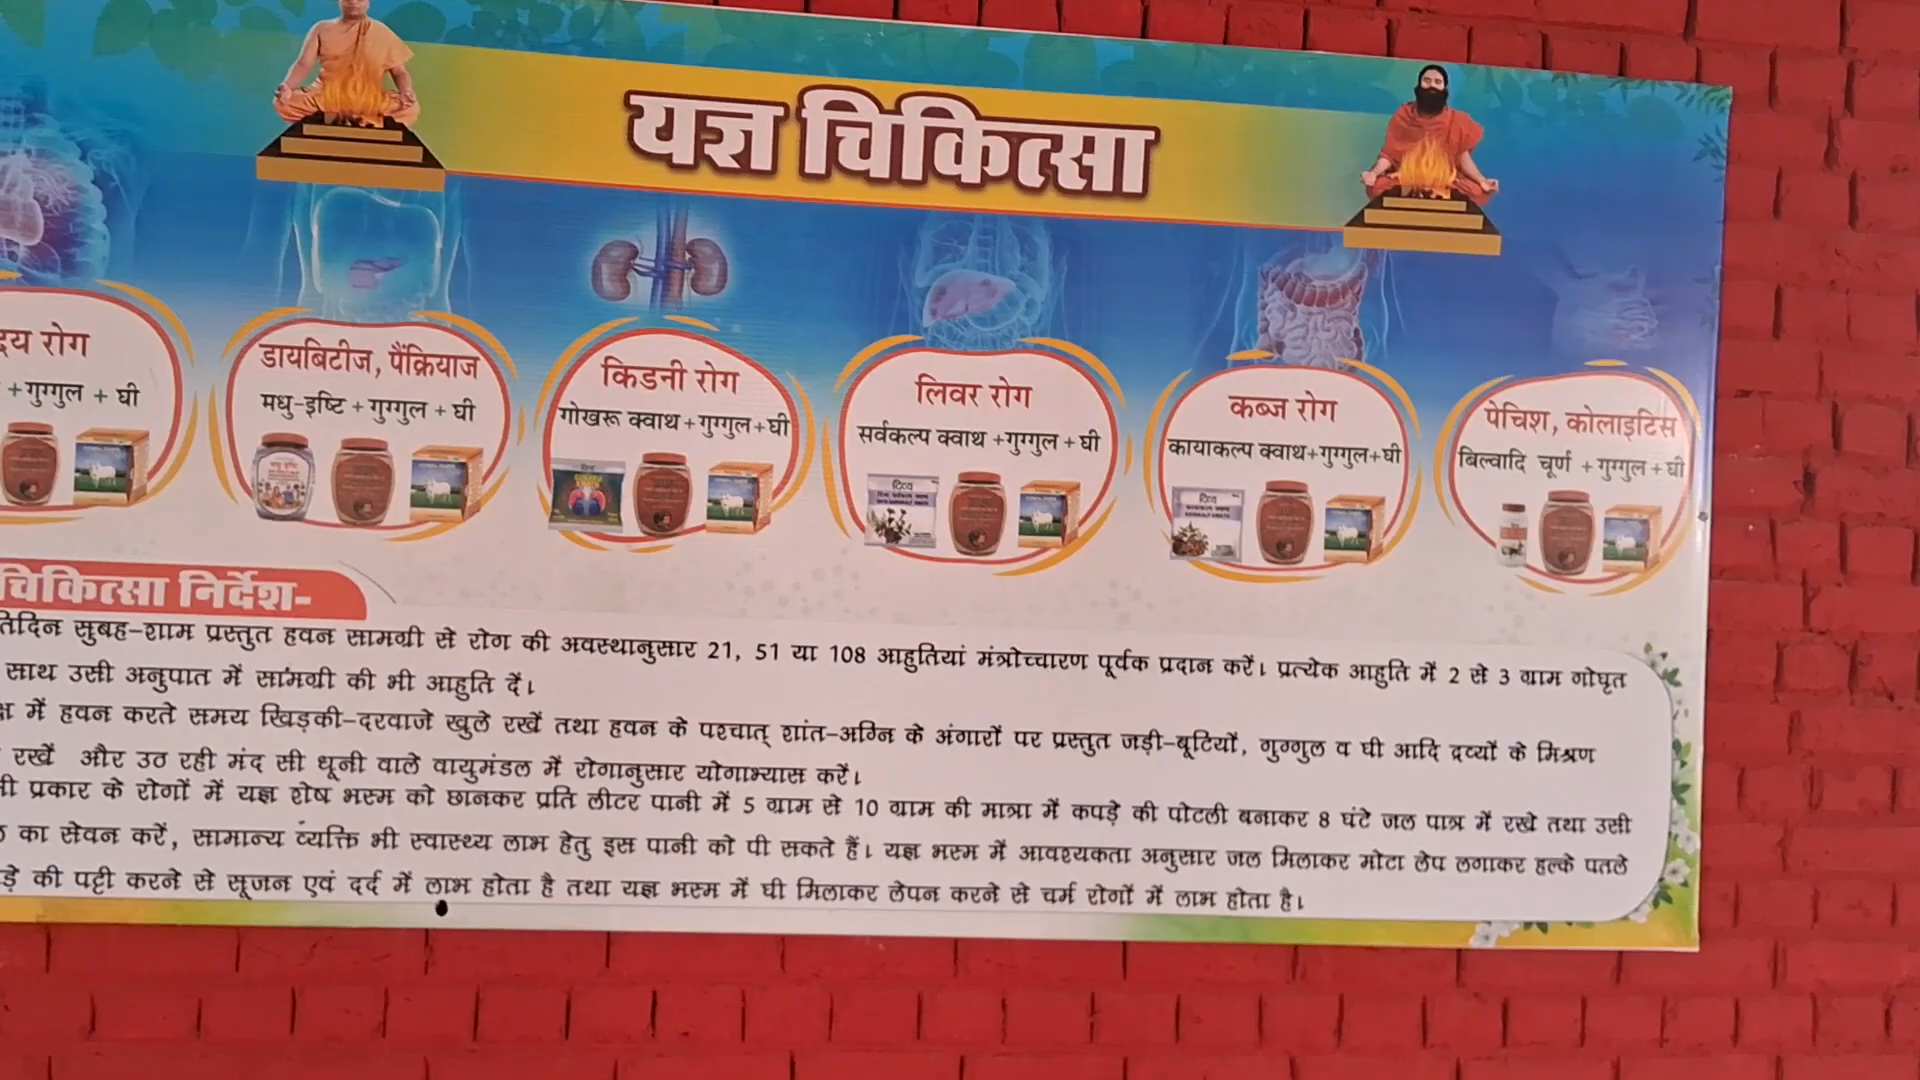 यज्ञ चिकित्सा
रोग
+ गुग्गुल + घी
डायबिटीज, पैंक्रियाज
मधु-इष्टि + गुग्गुल + घी
किडनी रोग
गोखरू क्वाथ + गुग्गुल + घी
लिवर रोग
सर्वकल्प क्वाथ + गुग्गुल + घी
दिव्य
कब्ज रोग
कायाकल्प क्वाथ + गुग्गुल + घी
दिव्य
पेचिश, कोलाइटिस
बिल्वादि चूर्ण + गुग्गुल + घी
चिकित्सा निर्देश-
सुबह-शाम प्रस्तुत हवन सामग्री से रोग की अवस्थानुसार 21, 51 या 108 आहुतियां मंत्रोच्चारण पूर्वक प्रदान करें। प्रत्येक आहुति में 2 से 3 ग्राम गोघृत
साथ उसी अनुपात में सामग्री की भी आहुति दें।
में हवन करते समय खिड़की-दरवाजे खुले रखें तथा हवन के पश्चात् शांत-अग्नि के अंगारों पर प्रस्तुत जड़ी-बूटियों, गुग्गुल व घी आदि द्रव्यों के मिश्रण
रखें और उठ रही मंद सी धूनी वाले वायुमंडल में रोगानुसार योगाभ्यास करें।
प्रकार के रोगों में यज्ञ शेष भस्म को छानकर प्रति लीटर पानी में 5 ग्राम से 10 ग्राम की मात्रा में कपड़े की पोटली बनाकर 8 घंटे जल पात्र में रखे तथा उसी
का सेवन करें, सामान्य व्यक्ति भी स्वास्थ्य लाभ हेतु इस पानी को पी सकते हैं। यज्ञ भस्म में आवश्यकता अनुसार जल मिलाकर मोटा लेप लगाकर हल्के पतले
की पट्टी करने से सूजन एवं दर्द में लाभ होता है तथा यज्ञ भस्म में घी मिलाकर लेपन करने से चर्म रोगों में लाभ होता है।